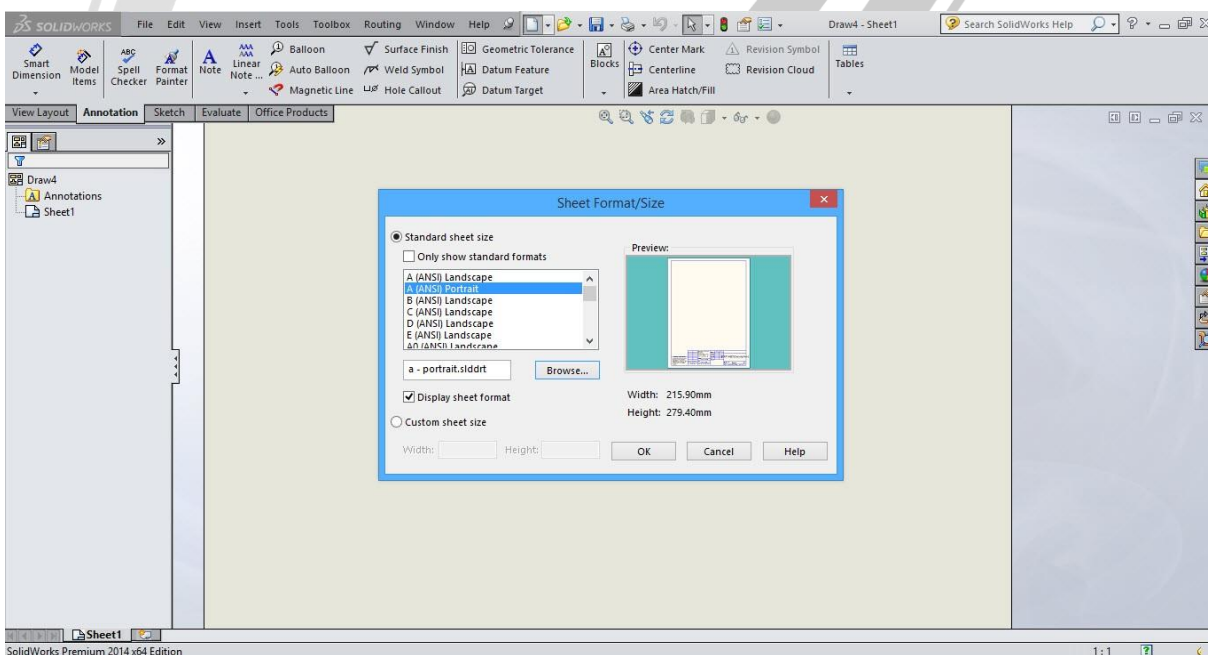 SOLIDWORKS File Edit View Insert Tools Toolbox Routing Window Help Draw4 - Sheet1 Search SolidWorks Help
Smart Dimension
Model Items
ABC Spell Checker
Format Painter
A Note
Linear Note ...
Balloon
Auto Balloon
Magnetic Line
Surface Finish
Weld Symbol
Hole Callout
Geometric Tolerance
Datum Feature
Datum Target
Blocks
Center Mark
Centerline
Area Hatch/Fill
Revision Symbol
Revision Cloud
Tables
View Layout Annotation Sketch Evaluate Office Products
Draw4
Annotations
Sheet1
Sheet Format/Size
Standard sheet size
Only show standard formats
A (ANSI) Landscape
A (ANSI) Portrait
B (ANSI) Landscape
C (ANSI) Landscape
D (ANSI) Landscape
E (ANSI) Landscape
A0 (ANSI) Landscape
a - portrait.slddrt Browse...
Display sheet format
Custom sheet size
Width: Height:
Preview:
Width: 215.90mm
Height: 279.40mm
OK Cancel Help
Sheet1
SolidWorks Premium 2014 x64 Edition 1:1